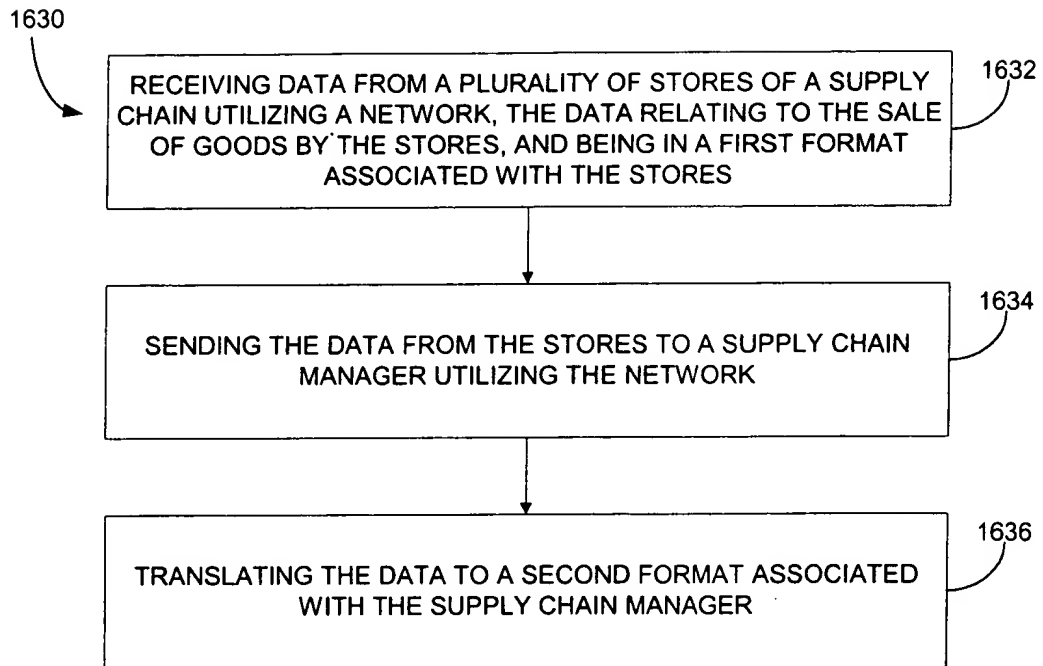 1630
RECEIVING DATA FROM A PLURALITY OF STORES OF A SUPPLY
CHAIN UTILIZING A NETWORK, THE DATA RELATING TO THE SALE
OF GOODS BY THE STORES, AND BEING IN A FIRST FORMAT
ASSOCIATED WITH THE STORES
1632
SENDING THE DATA FROM THE STORES TO A SUPPLY CHAIN
MANAGER UTILIZING THE NETWORK
1634
TRANSLATING THE DATA TO A SECOND FORMAT ASSOCIATED
WITH THE SUPPLY CHAIN MANAGER
1636